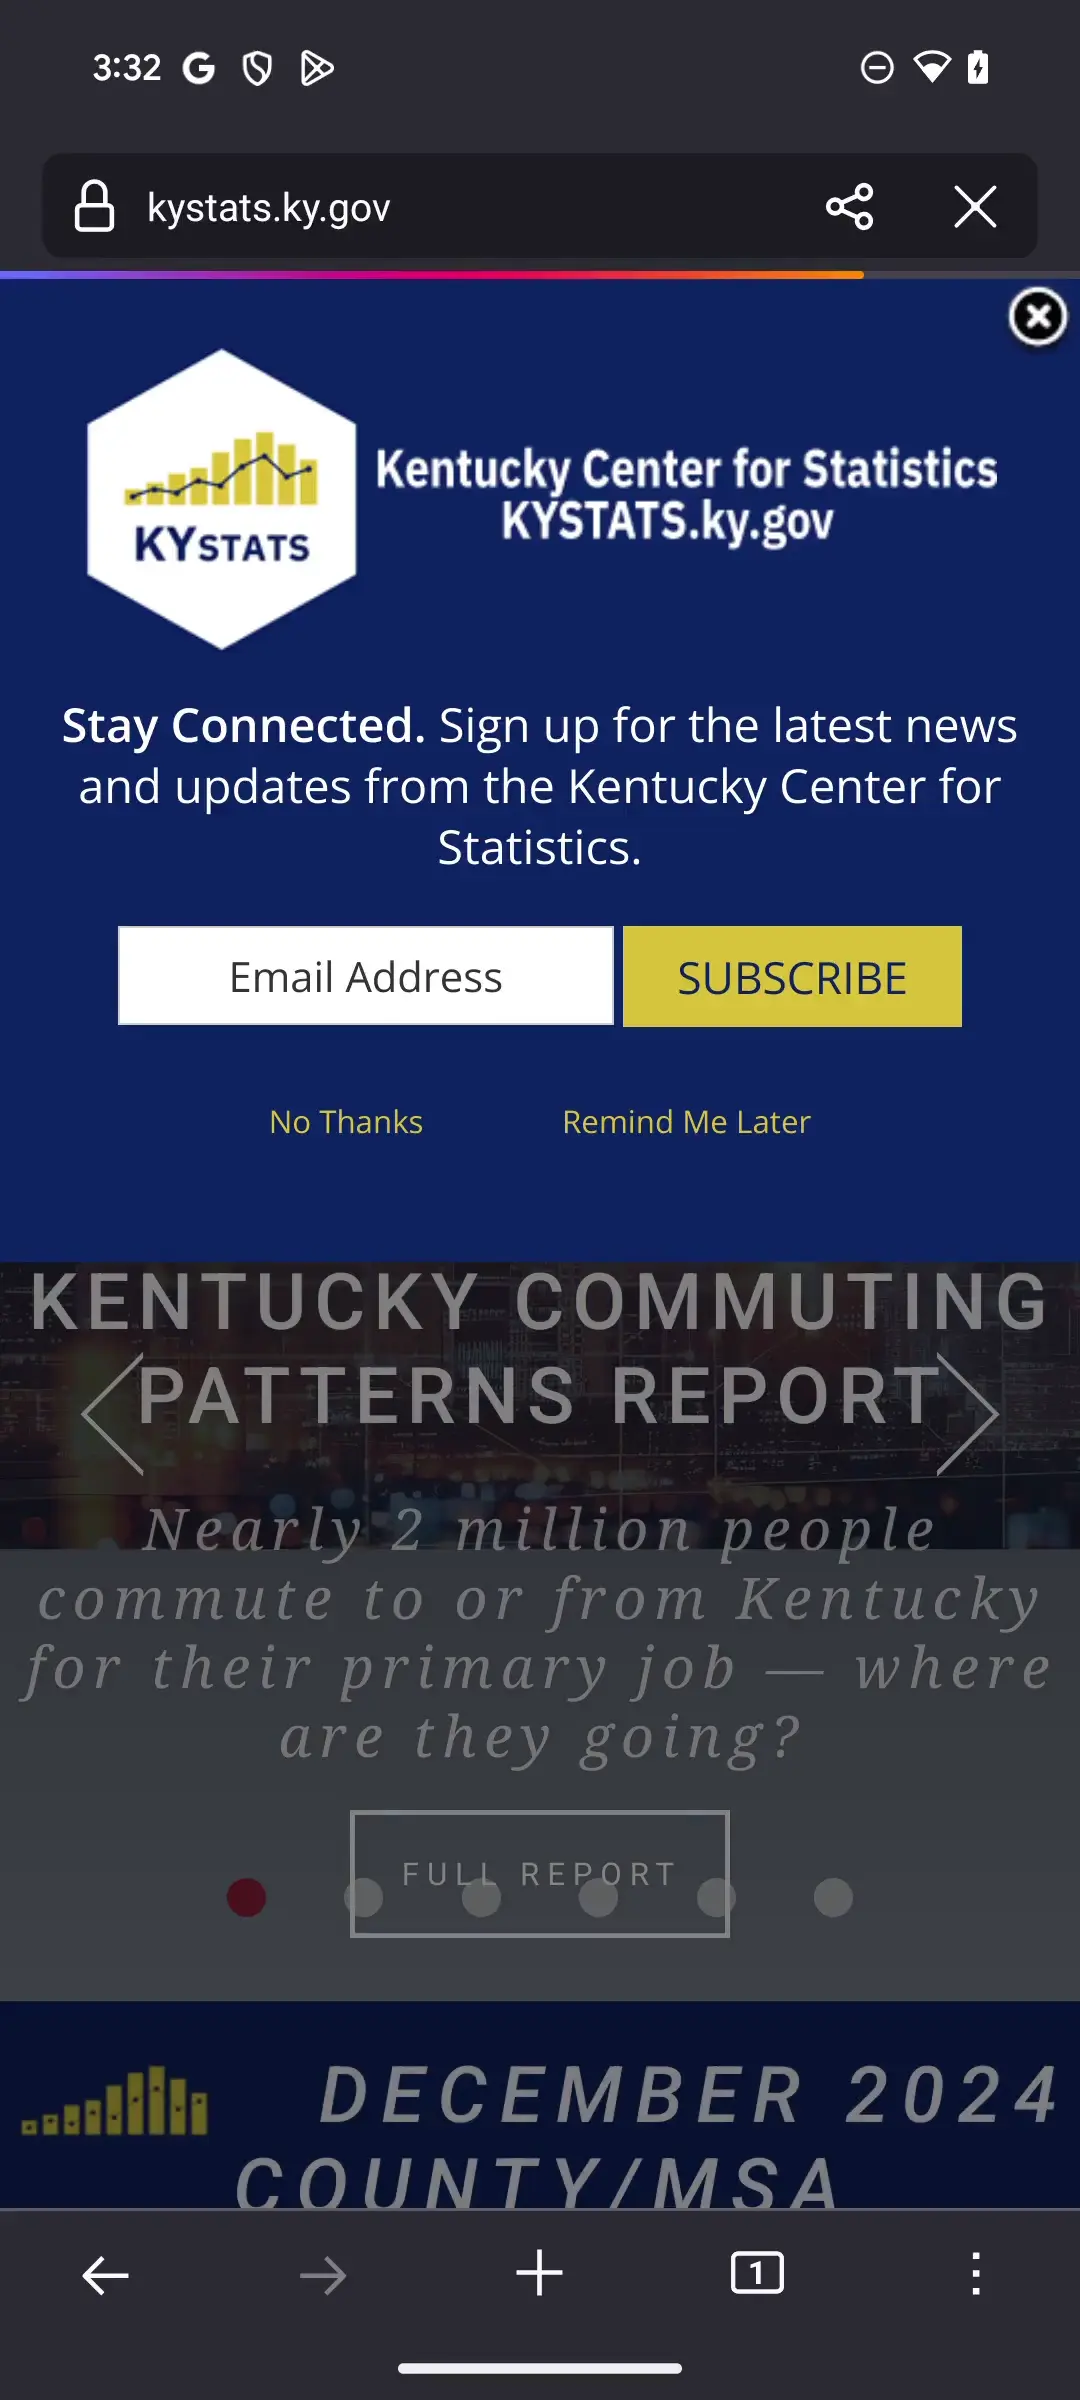 3:32
kystats.ky.gov
KYSTATS
Kentucky Center for Statistics
KYSTATS.ky.gov
Stay Connected. Sign up for the latest news
and updates from the Kentucky Center for
Statistics.
Email Address
SUBSCRIBE
No Thanks
Remind Me Later
KENTUCKY COMMUTING
PATTERNS REPORT
Nearly 2 million people
commute to or from Kentucky
for their primary job — where
are they going?
FULL REPORT
DECEMBER 2024
COUNTY/MSA
1